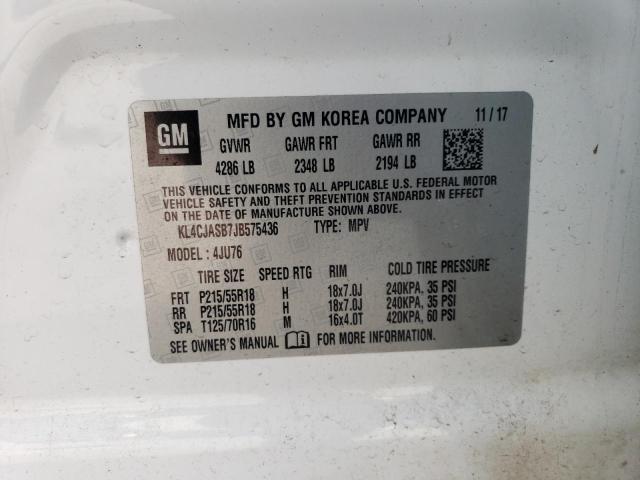 GM MFD BY GM KOREA COMPANY 11/17
GVWR GAWR FRT GAWR RR
4286 LB 2348 LB 2194 LB
THIS VEHICLE CONFORMS TO ALL APPLICABLE U.S. FEDERAL MOTOR
VEHICLE SAFETY AND THEFT PREVENTION STANDARDS IN EFFECT
ON THE DATE OF MANUFACTURE SHOWN ABOVE.
KL4CJASB7JB575436 TYPE: MPV
MODEL: 4JU76
TIRE SIZE SPEED RTG RIM COLD TIRE PRESSURE
FRT P215/55R18 H 18x7.0J 240KPA, 35 PSI
RR P215/55R18 H 18x7.0J 240KPA, 35 PSI
SPA T125/70R16 M 16x4.0T 420KPA, 60 PSI
SEE OWNER'S MANUAL FOR MORE INFORMATION.